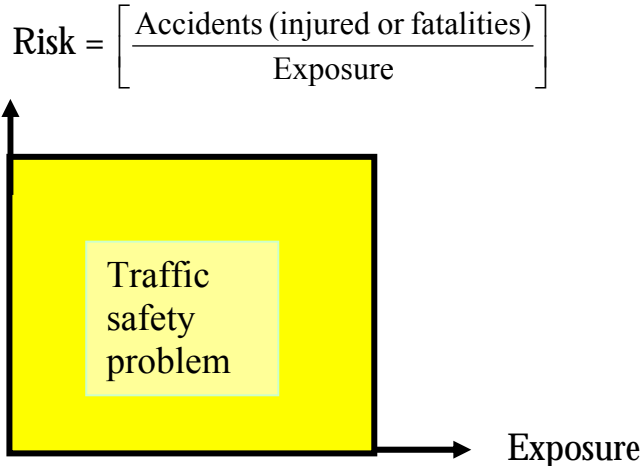 Risk = [Accidents (injured or fatalities) / Exposure]
Traffic
safety
problem
Exposure